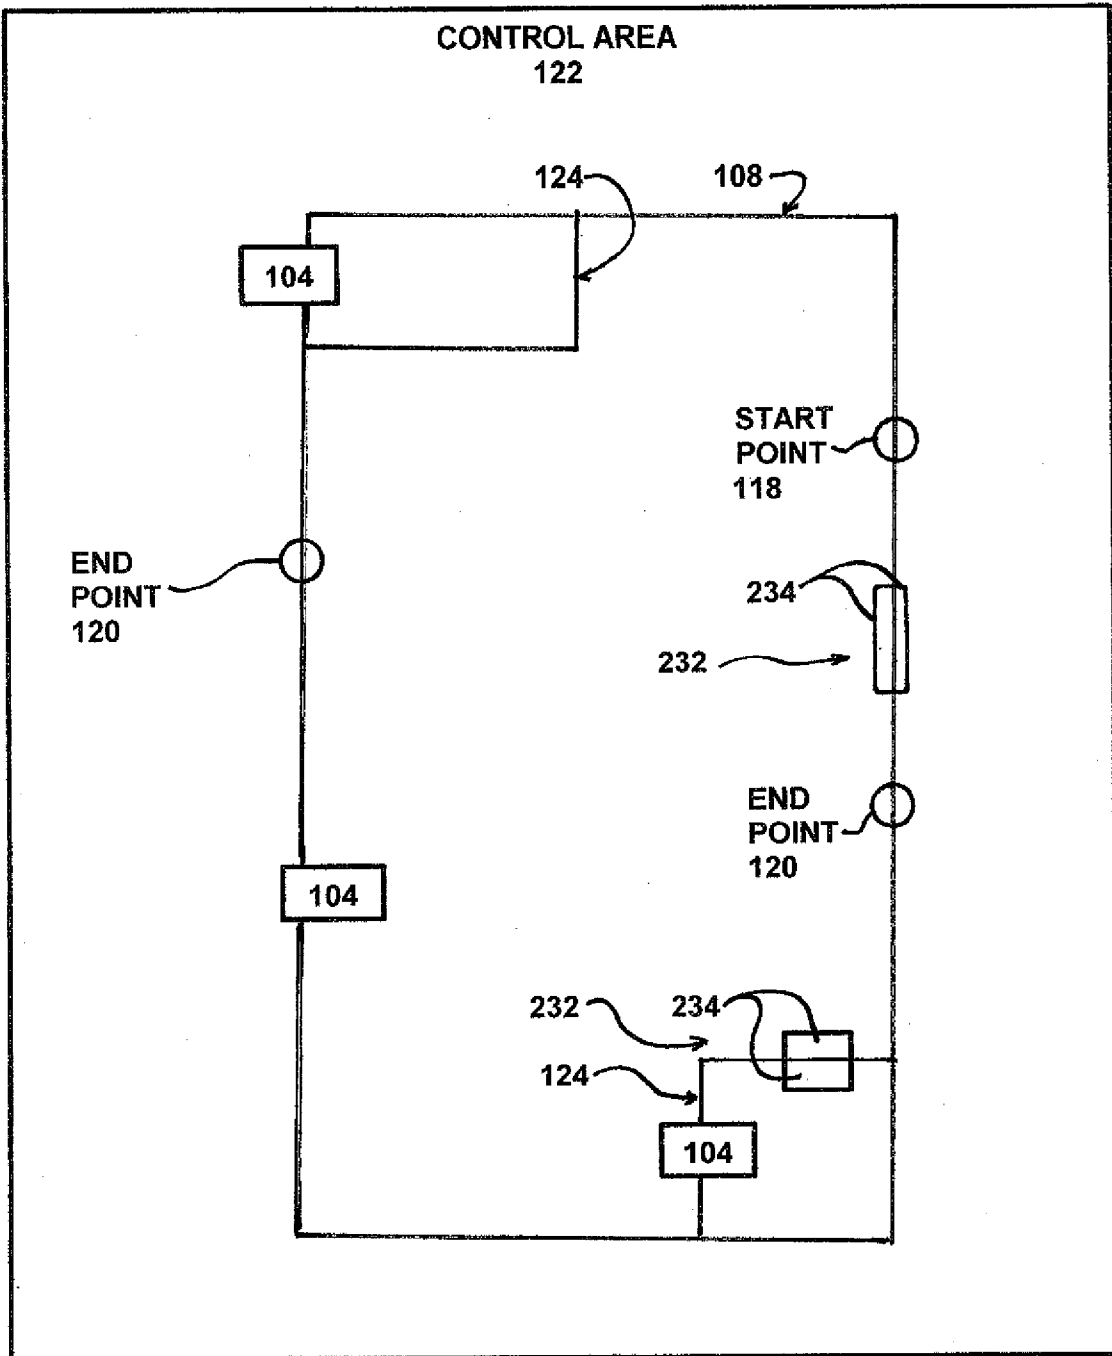 CONTROL AREA
122
124
108
104
START
POINT
118
END
POINT
120
234
232
END
POINT
120
104
232
234
124
104